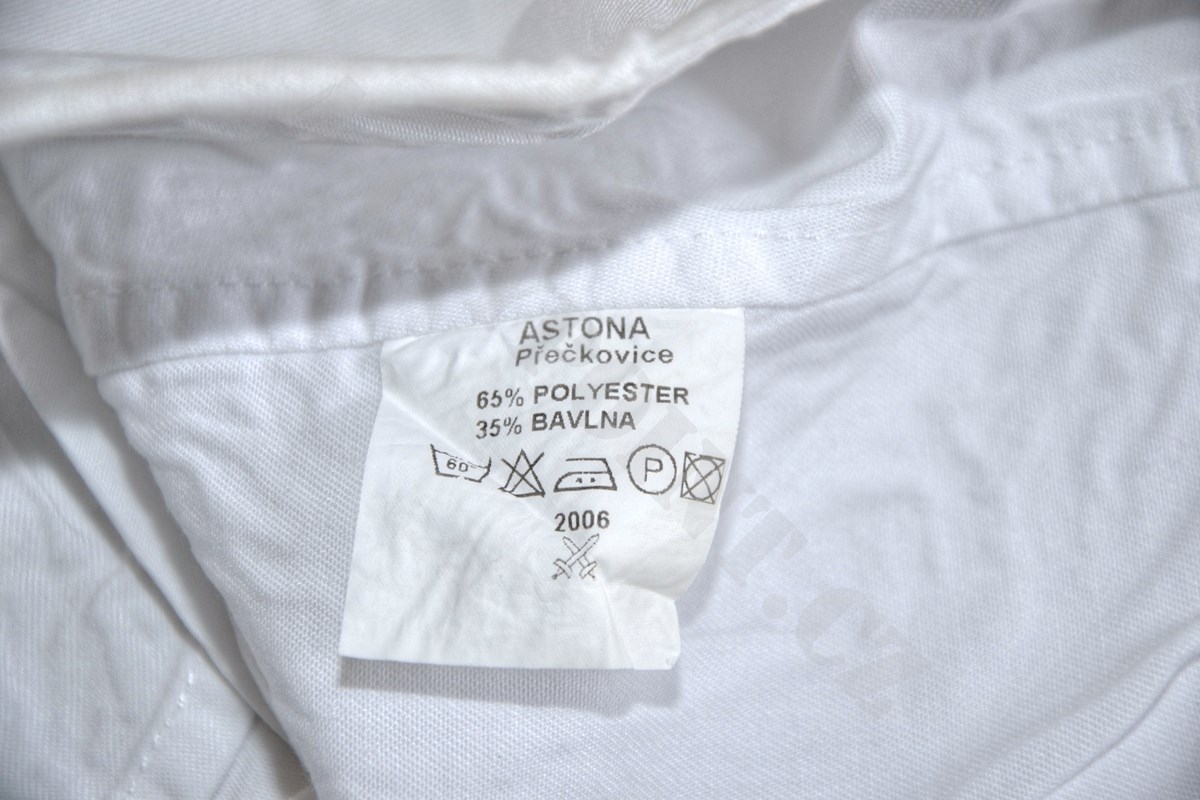 ASTONA
Přečkovice
65% POLYESTER
35% BAVLNA
60 P
2006